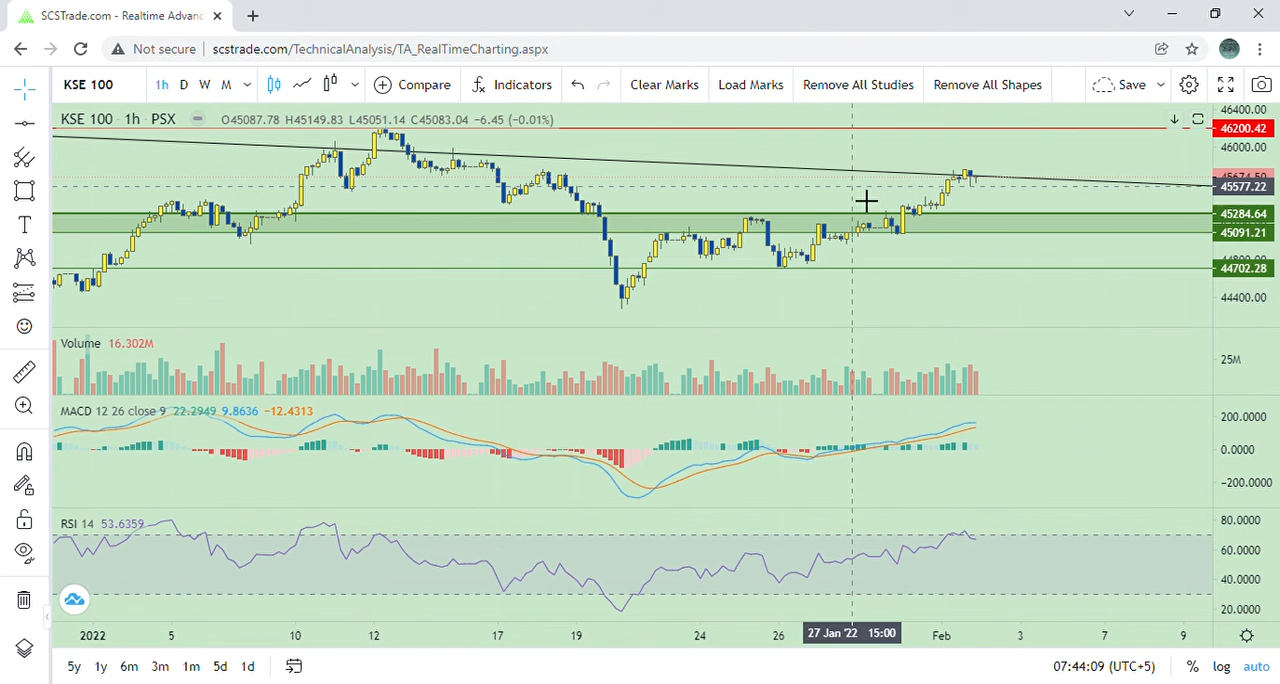 SCSTrade.com - Realtime Advanc
Not secure scstrade.com/TechnicalAnalysis/TA_RealTimeCharting.aspx
KSE 100 1h D W M Compare Indicators Clear Marks Load Marks Remove All Studies Remove All Shapes Save
KSE 100 · 1h · PSX O45087.78 H45149.83 L45051.14 C45083.04 −6.45 (−0.01%)
46400.00
46200.42
46000.00
45577.22
45284.64
45091.21
44702.28
44400.00
Volume 16.302M
25M
MACD 12 26 close 9 22.2949 9.8636 −12.4313
200.0000
0.0000
−200.0000
RSI 14 53.6359
80.0000
60.0000
40.0000
20.0000
2022 5 10 12 17 19 24 26 27 Jan '22 15:00 Feb 3 7 9
5y 1y 6m 3m 1m 5d 1d 07:44:09 (UTC+5) % log auto